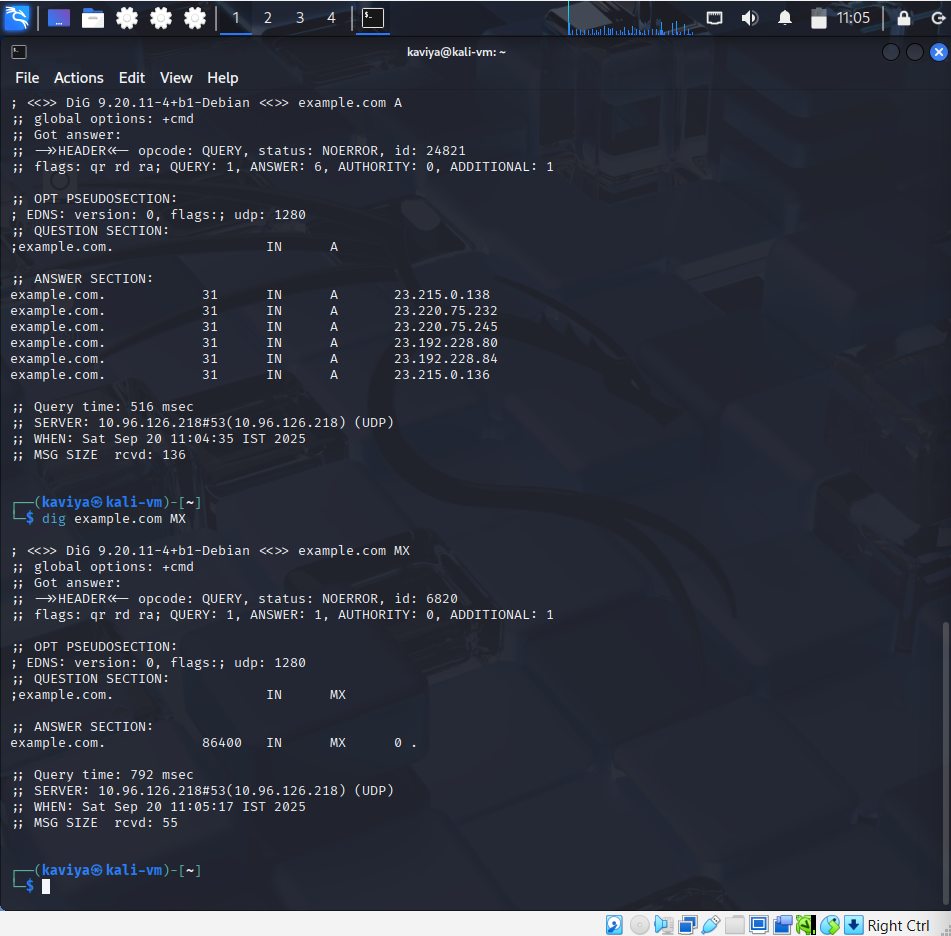 1 2 3 4 11:05
kaviya@kali-vm: ~
File Actions Edit View Help
; <<>> DiG 9.20.11-4+b1-Debian <<>> example.com A
;; global options: +cmd
;; Got answer:
;; ->>HEADER<<- opcode: QUERY, status: NOERROR, id: 24821
;; flags: qr rd ra; QUERY: 1, ANSWER: 6, AUTHORITY: 0, ADDITIONAL: 1
;; OPT PSEUDOSECTION:
; EDNS: version: 0, flags:; udp: 1280
;; QUESTION SECTION:
;example.com. IN A
;; ANSWER SECTION:
example.com. 31 IN A 23.215.0.138
example.com. 31 IN A 23.220.75.232
example.com. 31 IN A 23.220.75.245
example.com. 31 IN A 23.192.228.80
example.com. 31 IN A 23.192.228.84
example.com. 31 IN A 23.215.0.136
;; Query time: 516 msec
;; SERVER: 10.96.126.218#53(10.96.126.218) (UDP)
;; WHEN: Sat Sep 20 11:04:35 IST 2025
;; MSG SIZE rcvd: 136
┌──(kaviya㉿kali-vm)-[~]
└─$ dig example.com MX
; <<>> DiG 9.20.11-4+b1-Debian <<>> example.com MX
;; global options: +cmd
;; Got answer:
;; ->>HEADER<<- opcode: QUERY, status: NOERROR, id: 6820
;; flags: qr rd ra; QUERY: 1, ANSWER: 1, AUTHORITY: 0, ADDITIONAL: 1
;; OPT PSEUDOSECTION:
; EDNS: version: 0, flags:; udp: 1280
;; QUESTION SECTION:
;example.com. IN MX
;; ANSWER SECTION:
example.com. 86400 IN MX 0 .
;; Query time: 792 msec
;; SERVER: 10.96.126.218#53(10.96.126.218) (UDP)
;; WHEN: Sat Sep 20 11:05:17 IST 2025
;; MSG SIZE rcvd: 55
┌──(kaviya㉿kali-vm)-[~]
└─$
Right Ctrl